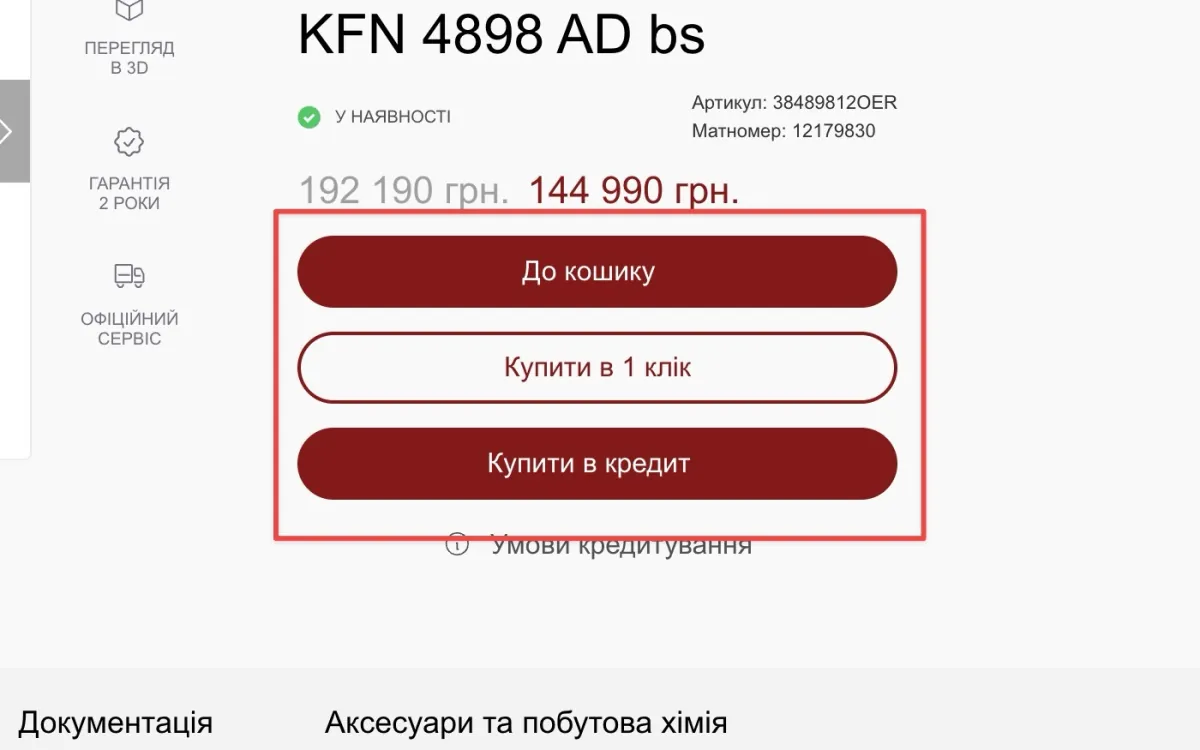 KFN 4898 AD bs
ПЕРЕГЛЯД
В 3D
У НАЯВНОСТІ
Артикул: 38489812OER
Матномер: 12179830
ГАРАНТІЯ
2 РОКИ
192 190 грн. 144 990 грн.
До кошику
ОФІЦІЙНИЙ
СЕРВІС
Купити в 1 клік
Купити в кредит
Умови кредитування
Документація
Аксесуари та побутова хімія